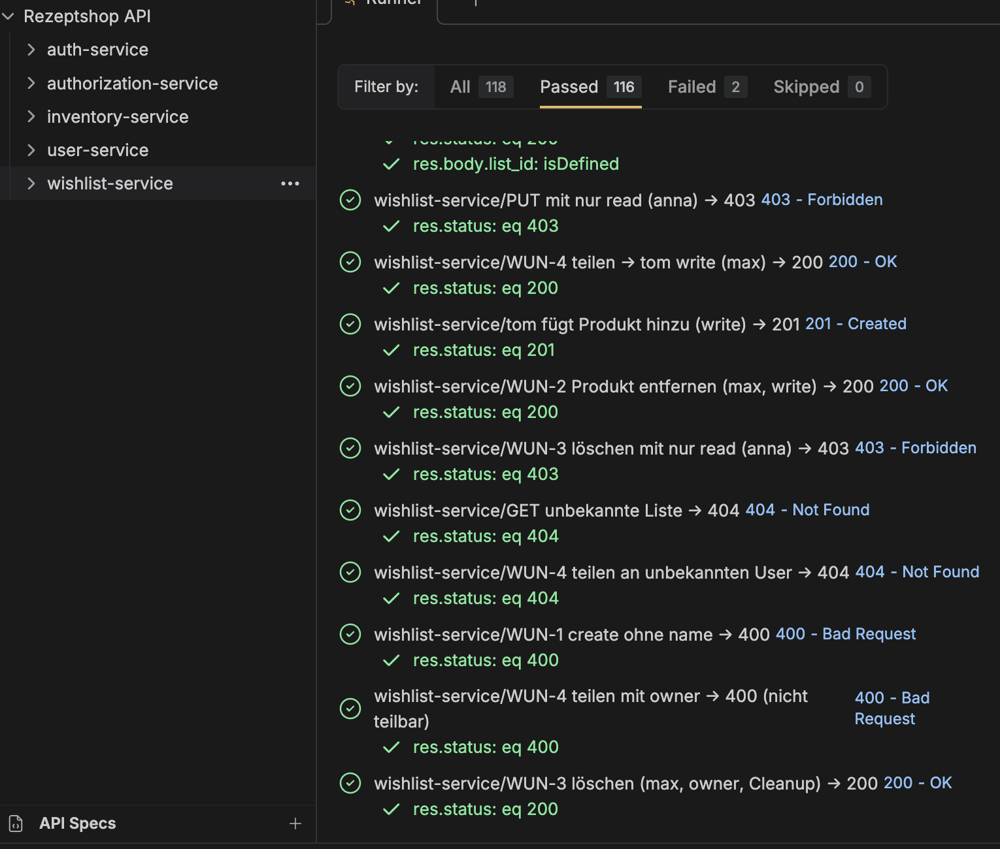 Rezeptshop API
auth-service
authorization-service
inventory-service
user-service
wishlist-service
API Specs
Runner
Filter by: All 118 Passed 116 Failed 2 Skipped 0
res.status: eq 200
res.body.list_id: isDefined
wishlist-service/PUT mit nur read (anna) → 403 403 - Forbidden
res.status: eq 403
wishlist-service/WUN-4 teilen → tom write (max) → 200 200 - OK
res.status: eq 200
wishlist-service/tom fügt Produkt hinzu (write) → 201 201 - Created
res.status: eq 201
wishlist-service/WUN-2 Produkt entfernen (max, write) → 200 200 - OK
res.status: eq 200
wishlist-service/WUN-3 löschen mit nur read (anna) → 403 403 - Forbidden
res.status: eq 403
wishlist-service/GET unbekannte Liste → 404 404 - Not Found
res.status: eq 404
wishlist-service/WUN-4 teilen an unbekannten User → 404 404 - Not Found
res.status: eq 404
wishlist-service/WUN-1 create ohne name → 400 400 - Bad Request
res.status: eq 400
wishlist-service/WUN-4 teilen mit owner → 400 (nicht
teilbar)
400 - Bad
Request
res.status: eq 400
wishlist-service/WUN-3 löschen (max, owner, Cleanup) → 200 200 - OK
res.status: eq 200